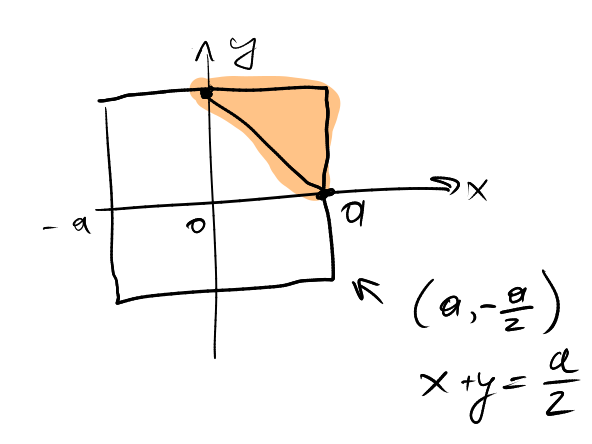 y
x
- a
0
a
(a, -a/2)
x + y = a/2